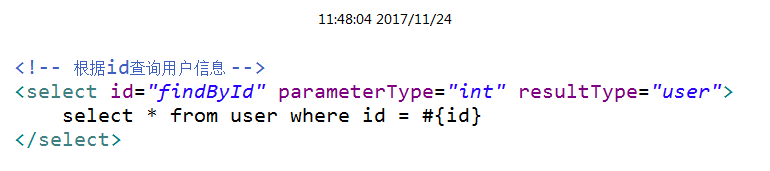 11:48:04 2017/11/24
<!-- 根据id查询用户信息 -->
<select id="findById" parameterType="int" resultType="user">
select * from user where id = #{id}
</select>